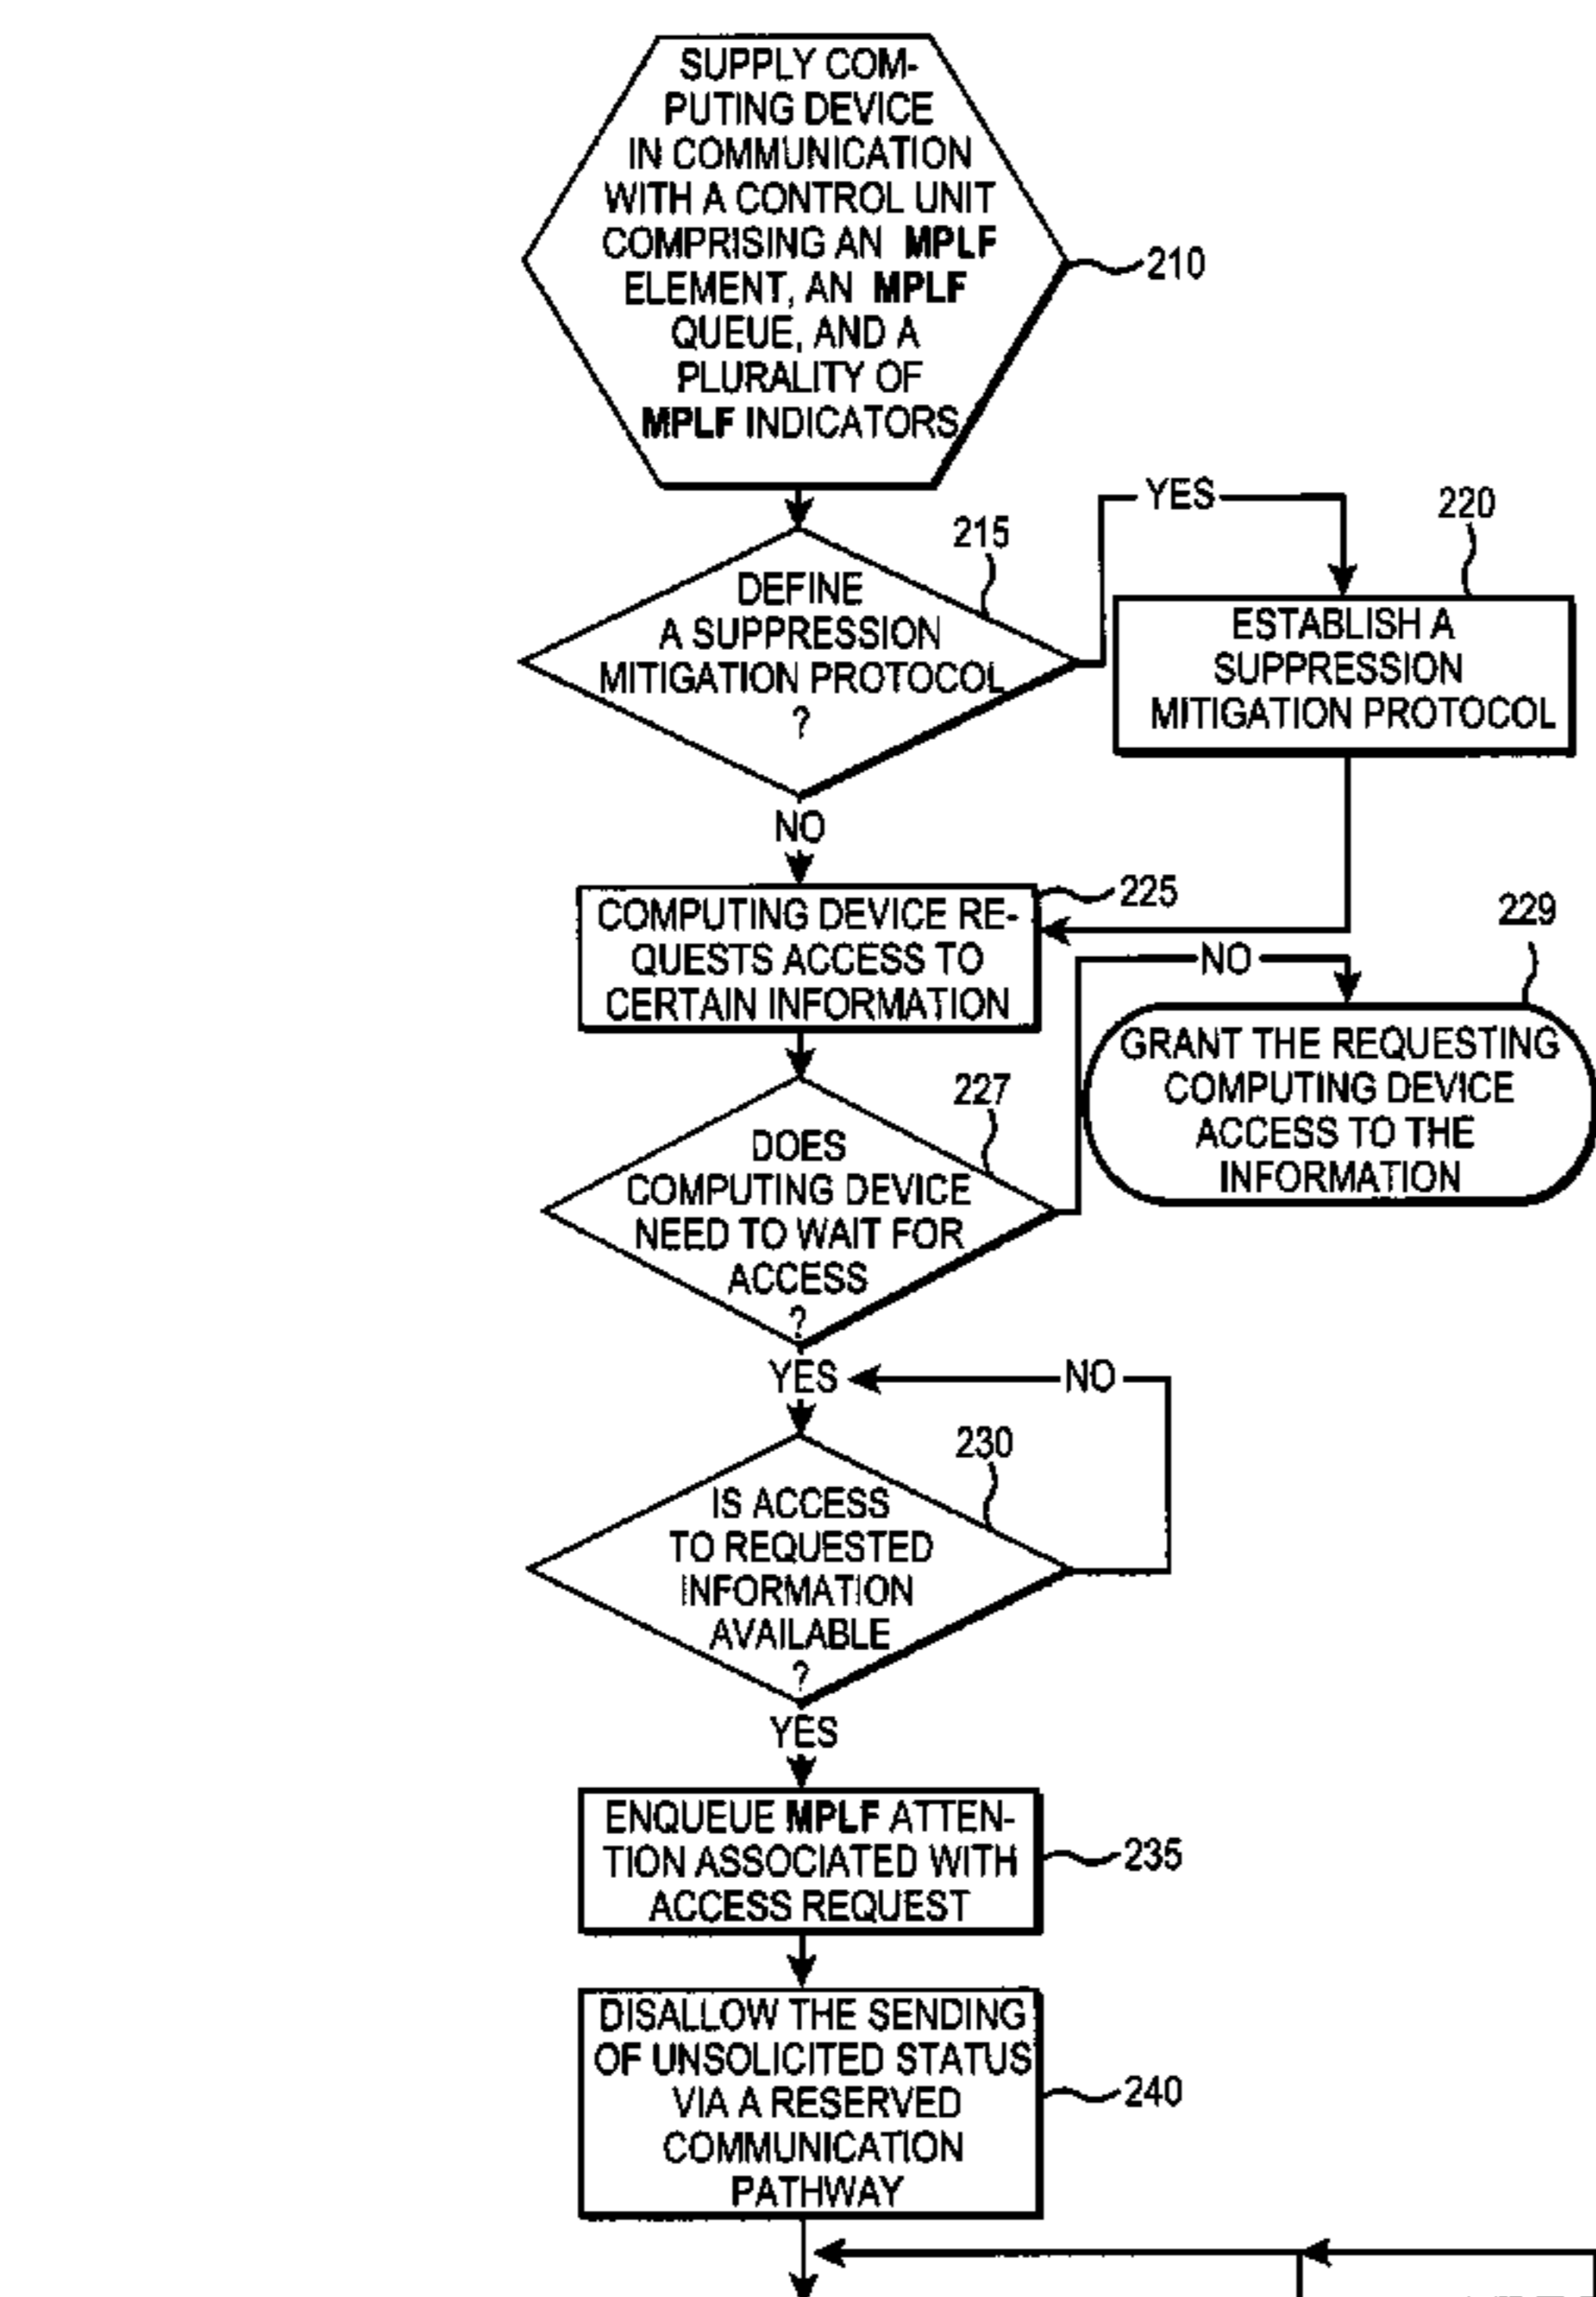 SUPPLY COM-
PUTING DEVICE
IN COMMUNICATION
WITH A CONTROL UNIT
COMPRISING AN MPLF
ELEMENT, AN MPLF
QUEUE, AND A
PLURALITY OF
MPLF INDICATORS
210
215
DEFINE
A SUPPRESSION
MITIGATION PROTOCOL
?
YES
220
ESTABLISH A
SUPPRESSION
MITIGATION PROTOCOL
NO
225
COMPUTING DEVICE RE-
QUESTS ACCESS TO
CERTAIN INFORMATION
227
DOES
COMPUTING DEVICE
NEED TO WAIT FOR
ACCESS
?
NO
229
GRANT THE REQUESTING
COMPUTING DEVICE
ACCESS TO THE
INFORMATION
YES
NO
230
IS ACCESS
TO REQUESTED
INFORMATION
AVAILABLE
?
YES
ENQUEUE MPLF ATTEN-
TION ASSOCIATED WITH
ACCESS REQUEST
235
DISALLOW THE SENDING
OF UNSOLICITED STATUS
VIA A RESERVED
COMMUNICATION
PATHWAY
240